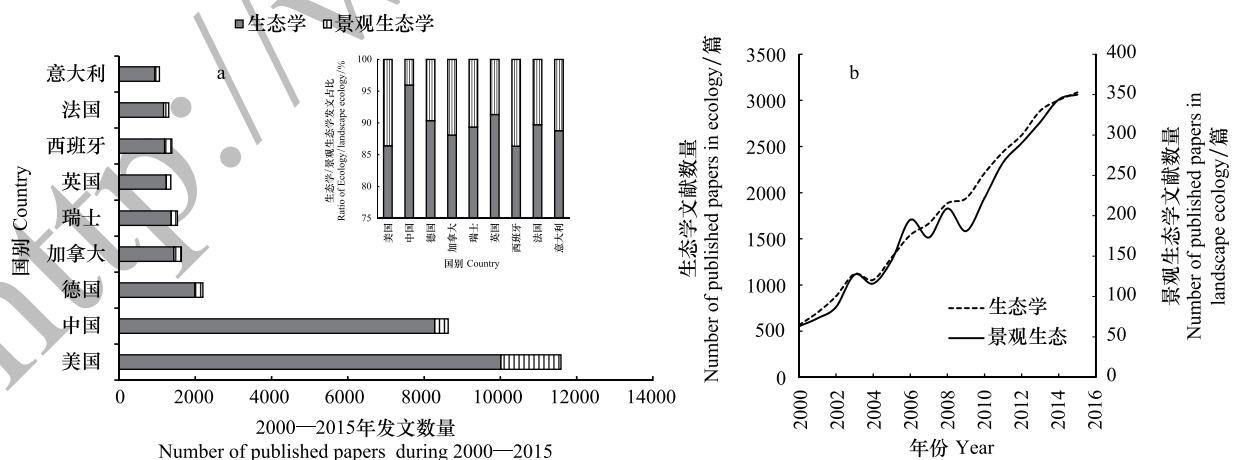 生态学 景观生态学
a
国别 Country
意大利
法国
西班牙
英国
瑞士
加拿大
德国
中国
美国
0 2000 4000 6000 8000 10000 12000 14000
2000—2015年发文数量
Number of published papers during 2000—2015
生态学/景观生态学发文占比
Ratio of Ecology/landscape ecology/%
100
95
90
85
80
75
美国 中国 德国 加拿大 瑞士 英国 西班牙 法国 意大利
国别 Country
b
生态学文献数量
Number of published papers in ecology/篇
3500
3000
2500
2000
1500
1000
500
0
400
350
300
250
200
150
100
50
0
景观生态学文献数量
Number of published papers in
landscape ecology/篇
生态学
景观生态
2000 2002 2004 2006 2008 2010 2012 2014 2016
年份 Year
http://w